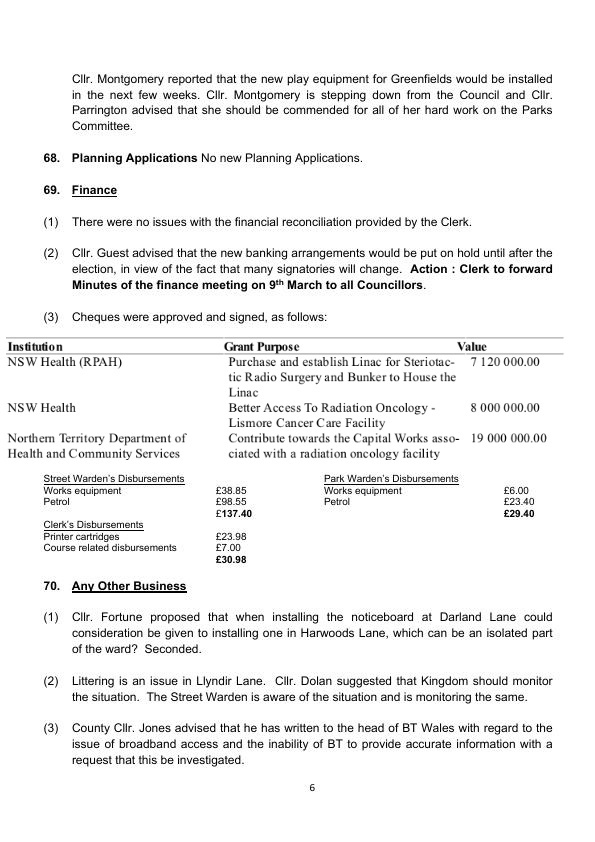 Cllr. Montgomery reported that the new play equipment for Greenfields would be installed
in the next few weeks. Cllr. Montgomery is stepping down from the Council and Cllr.
Parrington advised that she should be commended for all of her hard work on the Parks
Committee.
68. Planning Applications No new Planning Applications.
69. Finance
(1) There were no issues with the financial reconciliation provided by the Clerk.
(2) Cllr. Guest advised that the new banking arrangements would be put on hold until after the
election, in view of the fact that many signatories will change. Action : Clerk to forward
Minutes of the finance meeting on 9th March to all Councillors.
(3) Cheques were approved and signed, as follows:
Institution Grant Purpose Value
NSW Health (RPAH) Purchase and establish Linac for Steriotac- 7 120 000.00
tic Radio Surgery and Bunker to House the
Linac
NSW Health Better Access To Radiation Oncology - 8 000 000.00
Lismore Cancer Care Facility
Northern Territory Department of Contribute towards the Capital Works asso- 19 000 000.00
Health and Community Services ciated with a radiation oncology facility
Street Warden's Disbursements Park Warden's Disbursements
Works equipment £38.85 Works equipment £6.00
Petrol £98.55 Petrol £23.40
£137.40 £29.40
Clerk's Disbursements
Printer cartridges £23.98
Course related disbursements £7.00
£30.98
70. Any Other Business
(1) Cllr. Fortune proposed that when installing the noticeboard at Darland Lane could
consideration be given to installing one in Harwoods Lane, which can be an isolated part
of the ward? Seconded.
(2) Littering is an issue in Llyndir Lane. Cllr. Dolan suggested that Kingdom should monitor
the situation. The Street Warden is aware of the situation and is monitoring the same.
(3) County Cllr. Jones advised that he has written to the head of BT Wales with regard to the
issue of broadband access and the inability of BT to provide accurate information with a
request that this be investigated.
6